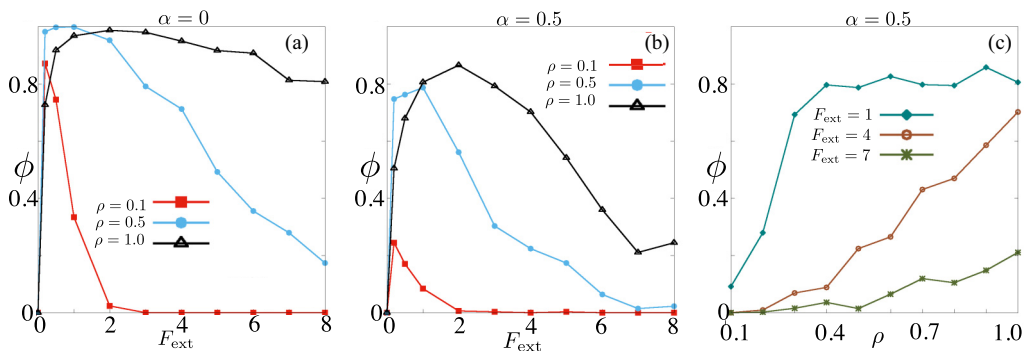 α = 0
(a)
0.8
ϕ
0.4
0
ρ = 0.1
ρ = 0.5
ρ = 1.0
0 2 4 6 8
F_ext
α = 0.5
(b)
0.8
ϕ
0.4
0
ρ = 0.1
ρ = 0.5
ρ = 1.0
0 2 4 6 8
F_ext
α = 0.5
(c)
0.8
ϕ
0.4
0
F_ext = 1
F_ext = 4
F_ext = 7
0.1 0.4 0.7 1.0
ρ